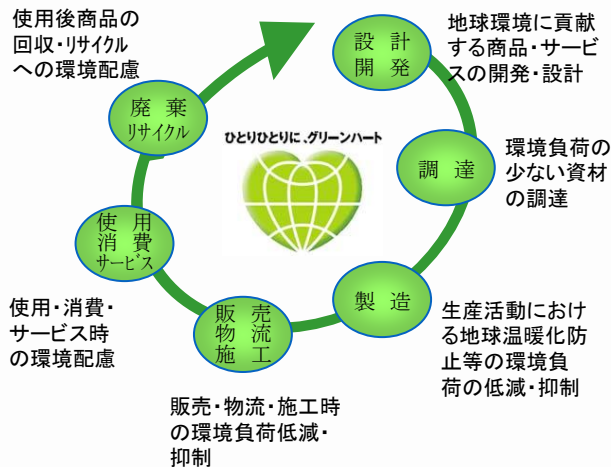 使用後商品の
回収・リサイクル
への環境配慮
設計
開発
地球環境に貢献
する商品・サービ
スの開発・設計
廃棄
リサイクル
ひとりひとりに、グリーンハート
調達
環境負荷の
少ない資材
の調達
使用
消費
サービス
製造
使用・消費・
サービス時
の環境配慮
販売
物流
施工
生産活動におけ
る地球温暖化防
止等の環境負
荷の低減・抑制
販売・物流・施工時
の環境負荷低減・
抑制